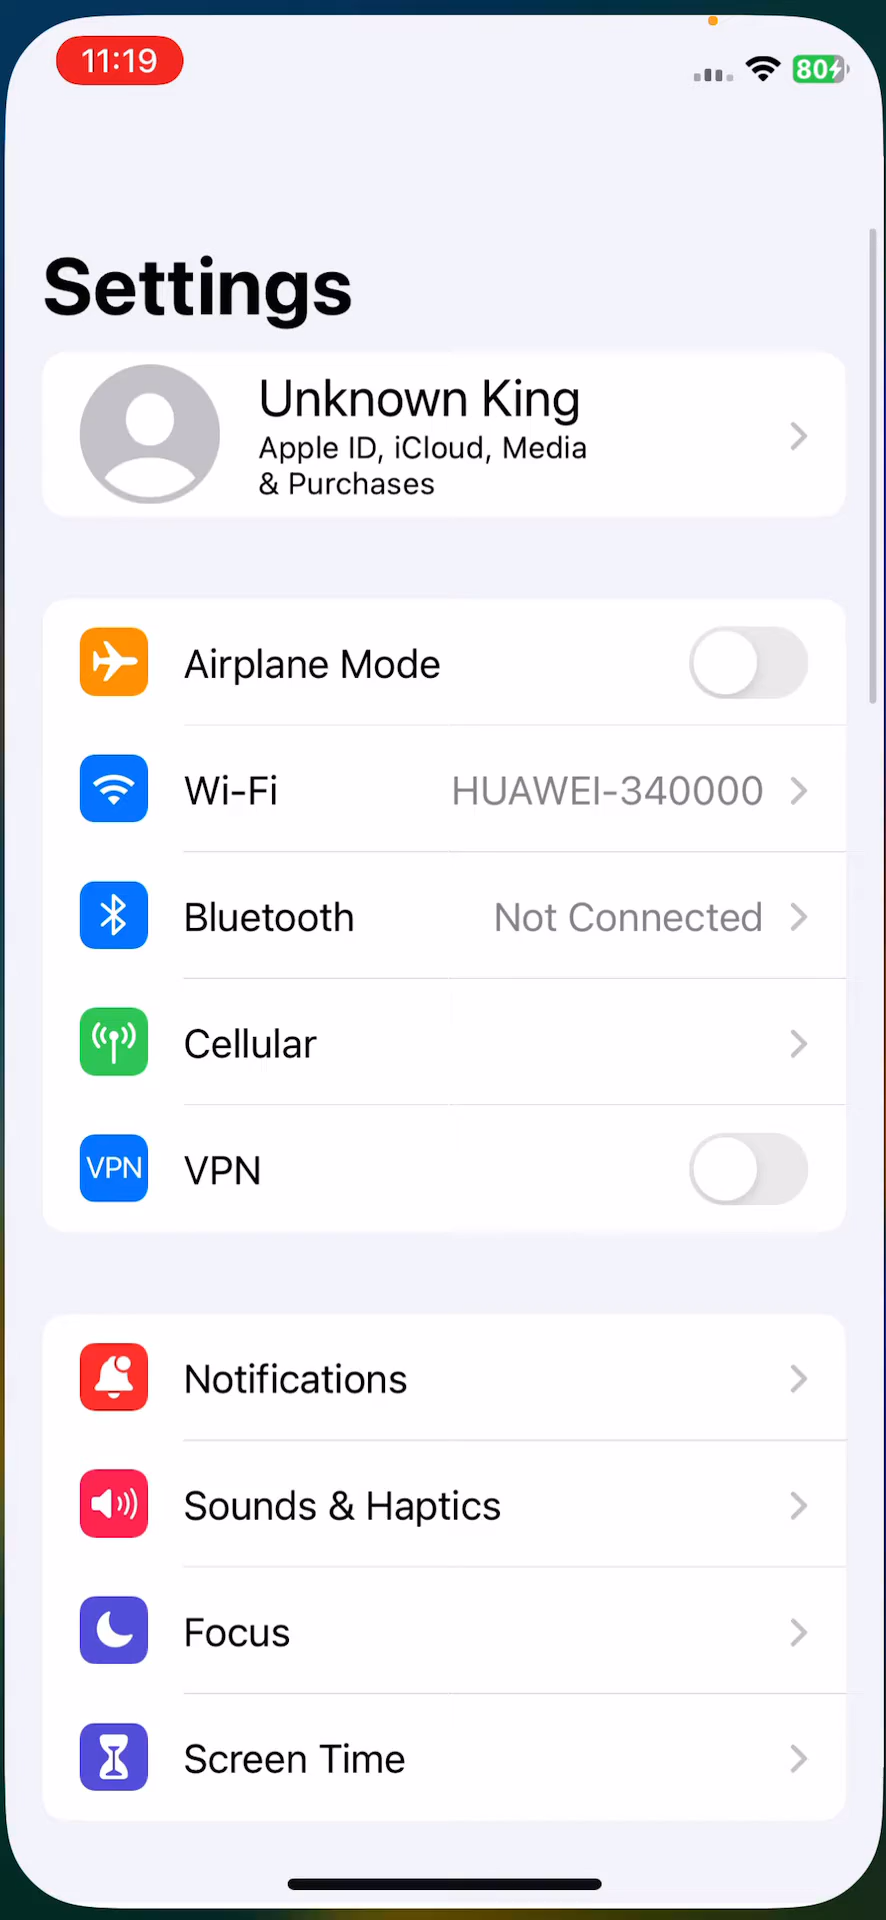 11:19
80
Settings
Unknown King
Apple ID, iCloud, Media
& Purchases
Airplane Mode
Wi-Fi HUAWEI-340000
Bluetooth Not Connected
Cellular
VPN VPN
Notifications
Sounds & Haptics
Focus
Screen Time